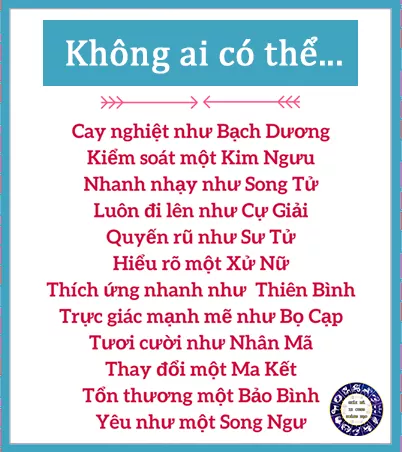 Không ai có thể...
Cay nghiệt như Bạch Dương
Kiểm soát một Kim Ngưu
Nhanh nhạy như Song Tử
Luôn đi lên như Cự Giải
Quyến rũ như Sư Tử
Hiểu rõ một Xử Nữ
Thích ứng nhanh như Thiên Bình
Trực giác mạnh mẽ như Bọ Cạp
Tươi cười như Nhân Mã
Thay đổi một Ma Kết
Tổn thương một Bảo Bình
Yêu như một Song Ngư